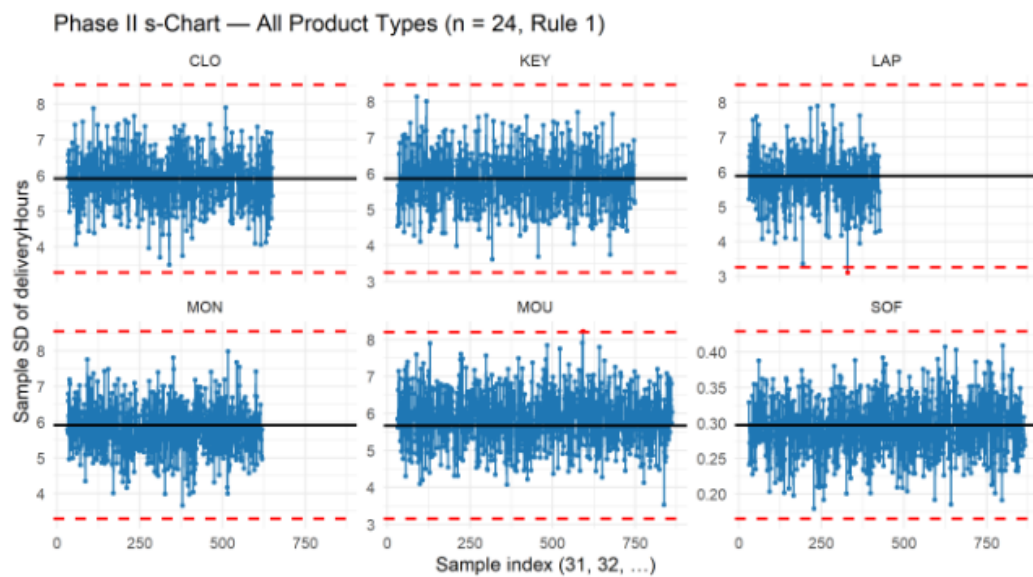 Phase II s-Chart — All Product Types (n = 24, Rule 1)
CLO KEY LAP
8 8 8
7 7 7
6 6 6
5 5 5
4 4 4
3 3
MON MOU SOF
8 8 0.40
7 7 0.35
6 6 0.30
5 5 0.25
4 4 0.20
3
0 250 500 750 0 250 500 750 0 250 500 750
Sample SD of deliveryHours
Sample index (31, 32, …)